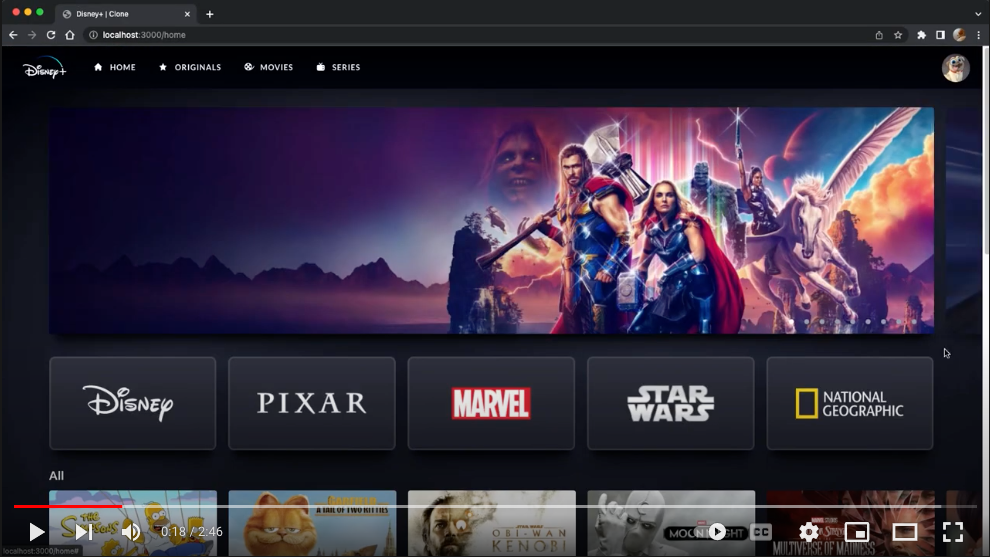 Disney+ | Clone
localhost:3000/home
Disney+
HOME
ORIGINALS
MOVIES
SERIES
Disney
PIXAR
MARVEL
STAR
WARS
NATIONAL
GEOGRAPHIC
All
THE
SIMPSONS
GARFIELD
A TAIL OF TWO KITTIES
OBI-WAN
KENOBI
MOON KNIGHT
MULTIVERSE OF MADNESS
0:18 / 2:46
CC
localhost:3000/home#